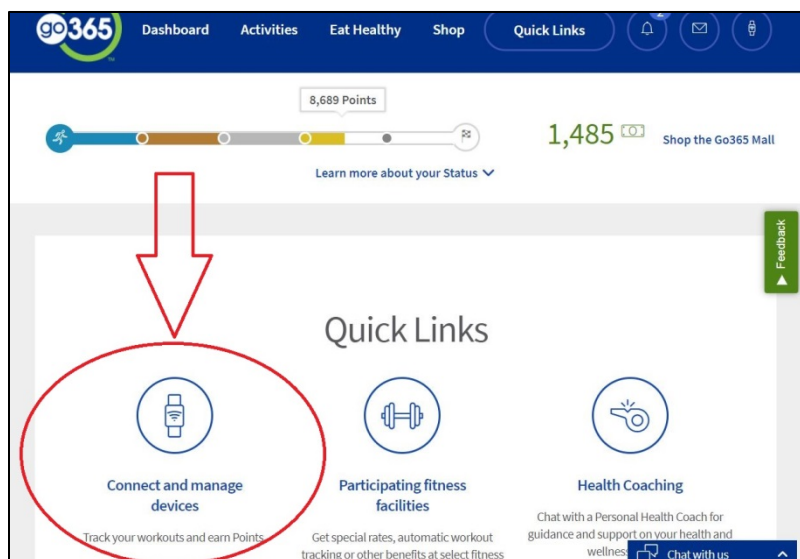 go365
Dashboard Activities Eat Healthy Shop Quick Links 2
8,689 Points
1,485 Shop the Go365 Mall
Learn more about your Status
Feedback
Quick Links
Connect and manage
devices
Track your workouts and earn Points
Participating fitness
facilities
Get special rates, automatic workout
tracking or other benefits at select fitness
Health Coaching
Chat with a Personal Health Coach for
guidance and support on your health and
Chat with us